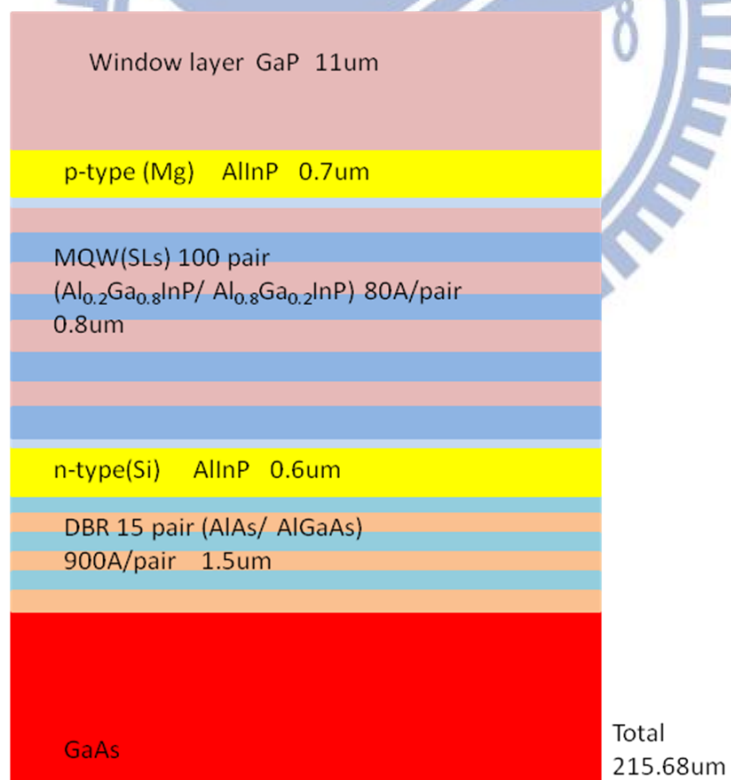 8
Window layer GaP 11um
p-type (Mg) AlInP 0.7um
MQW(SLs) 100 pair
(Al₀.₂Ga₀.₈InP/ Al₀.₈Ga₀.₂InP) 80A/pair
0.8um
n-type(Si) AlInP 0.6um
DBR 15 pair (AlAs/ AlGaAs)
900A/pair 1.5um
GaAs
Total
215.68um